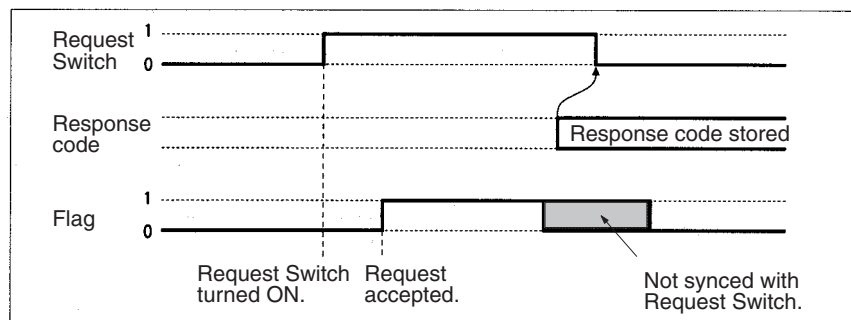 Request
Switch
1
0
Response
code
Response code stored
Flag
1
0
Request Switch
turned ON.
Request
accepted.
Not synced with
Request Switch.